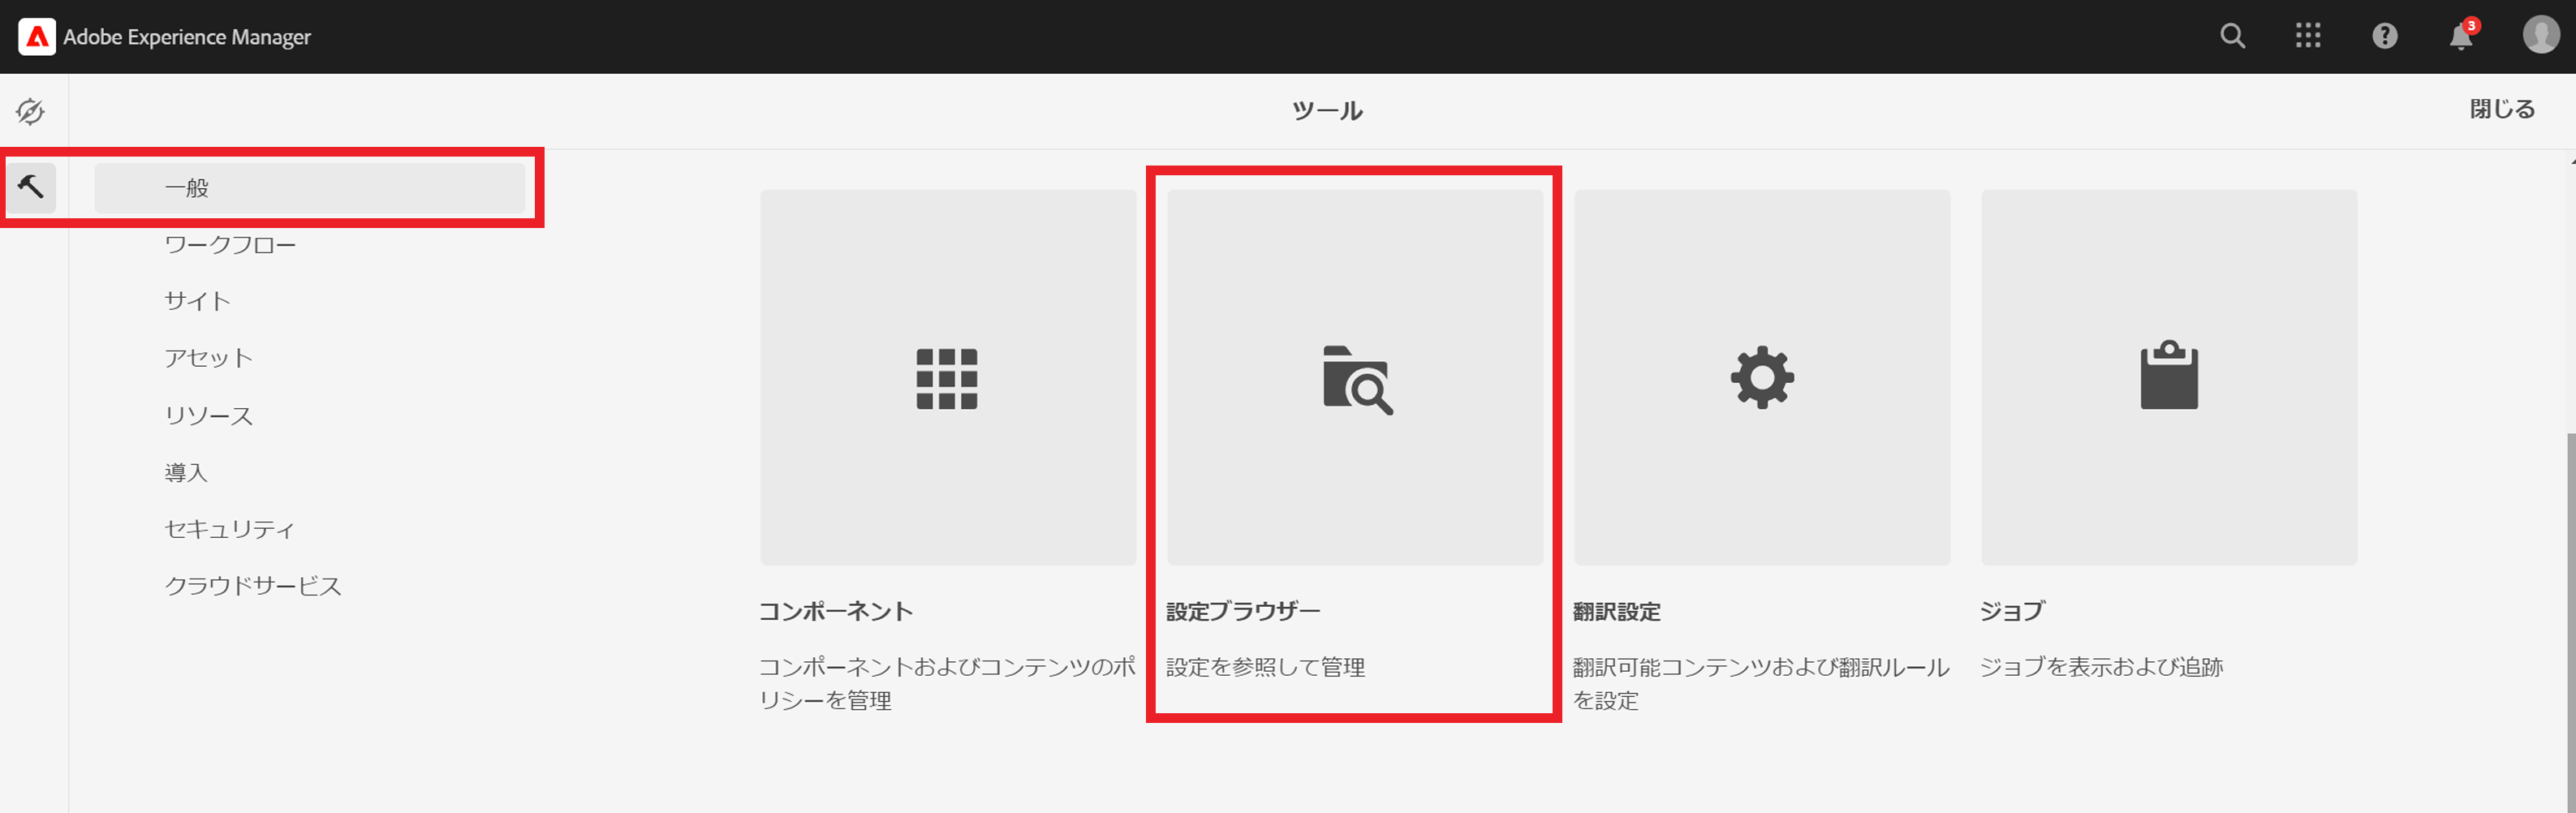 Adobe Experience Manager
3
ツール
閉じる
一般
ワークフロー
サイト
アセット
リソース
導入
セキュリティ
クラウドサービス
コンポーネント
コンポーネントおよびコンテンツのポ
リシーを管理
設定ブラウザー
設定を参照して管理
翻訳設定
翻訳可能コンテンツおよび翻訳ルール
を設定
ジョブ
ジョブを表示および追跡